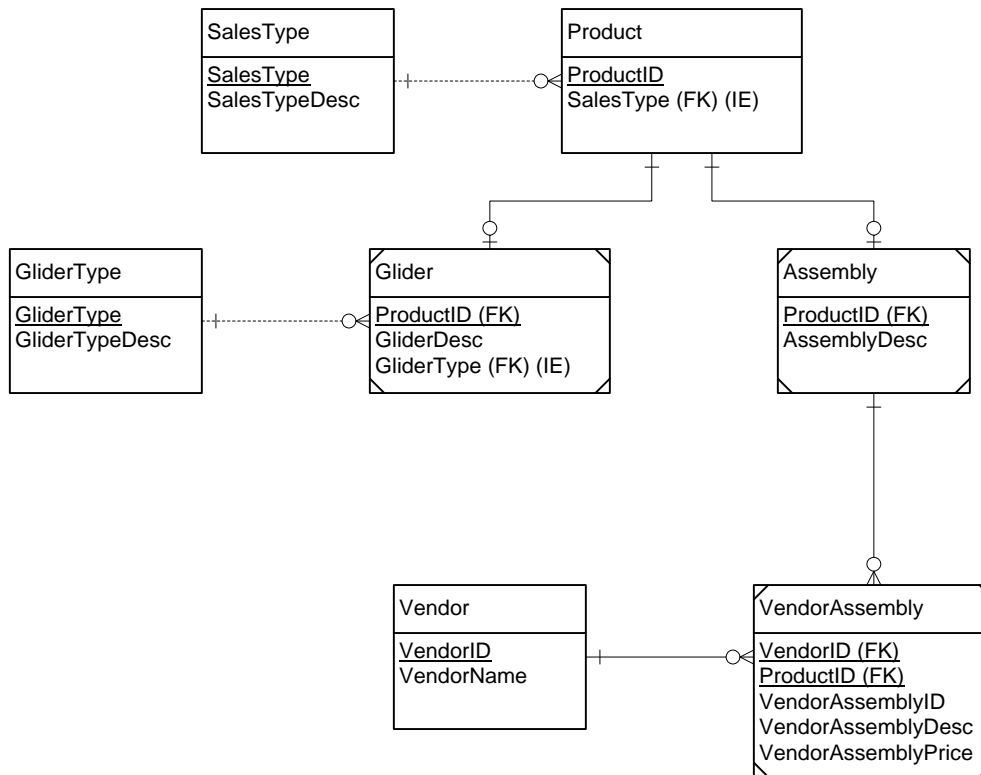 SalesType
SalesType
SalesTypeDesc
Product
ProductID
SalesType (FK) (IE)
GliderType
GliderType
GliderTypeDesc
Glider
ProductID (FK)
GliderDesc
GliderType (FK) (IE)
Assembly
ProductID (FK)
AssemblyDesc
Vendor
VendorID
VendorName
VendorAssembly
VendorID (FK)
ProductID (FK)
VendorAssemblyID
VendorAssemblyDesc
VendorAssemblyPrice